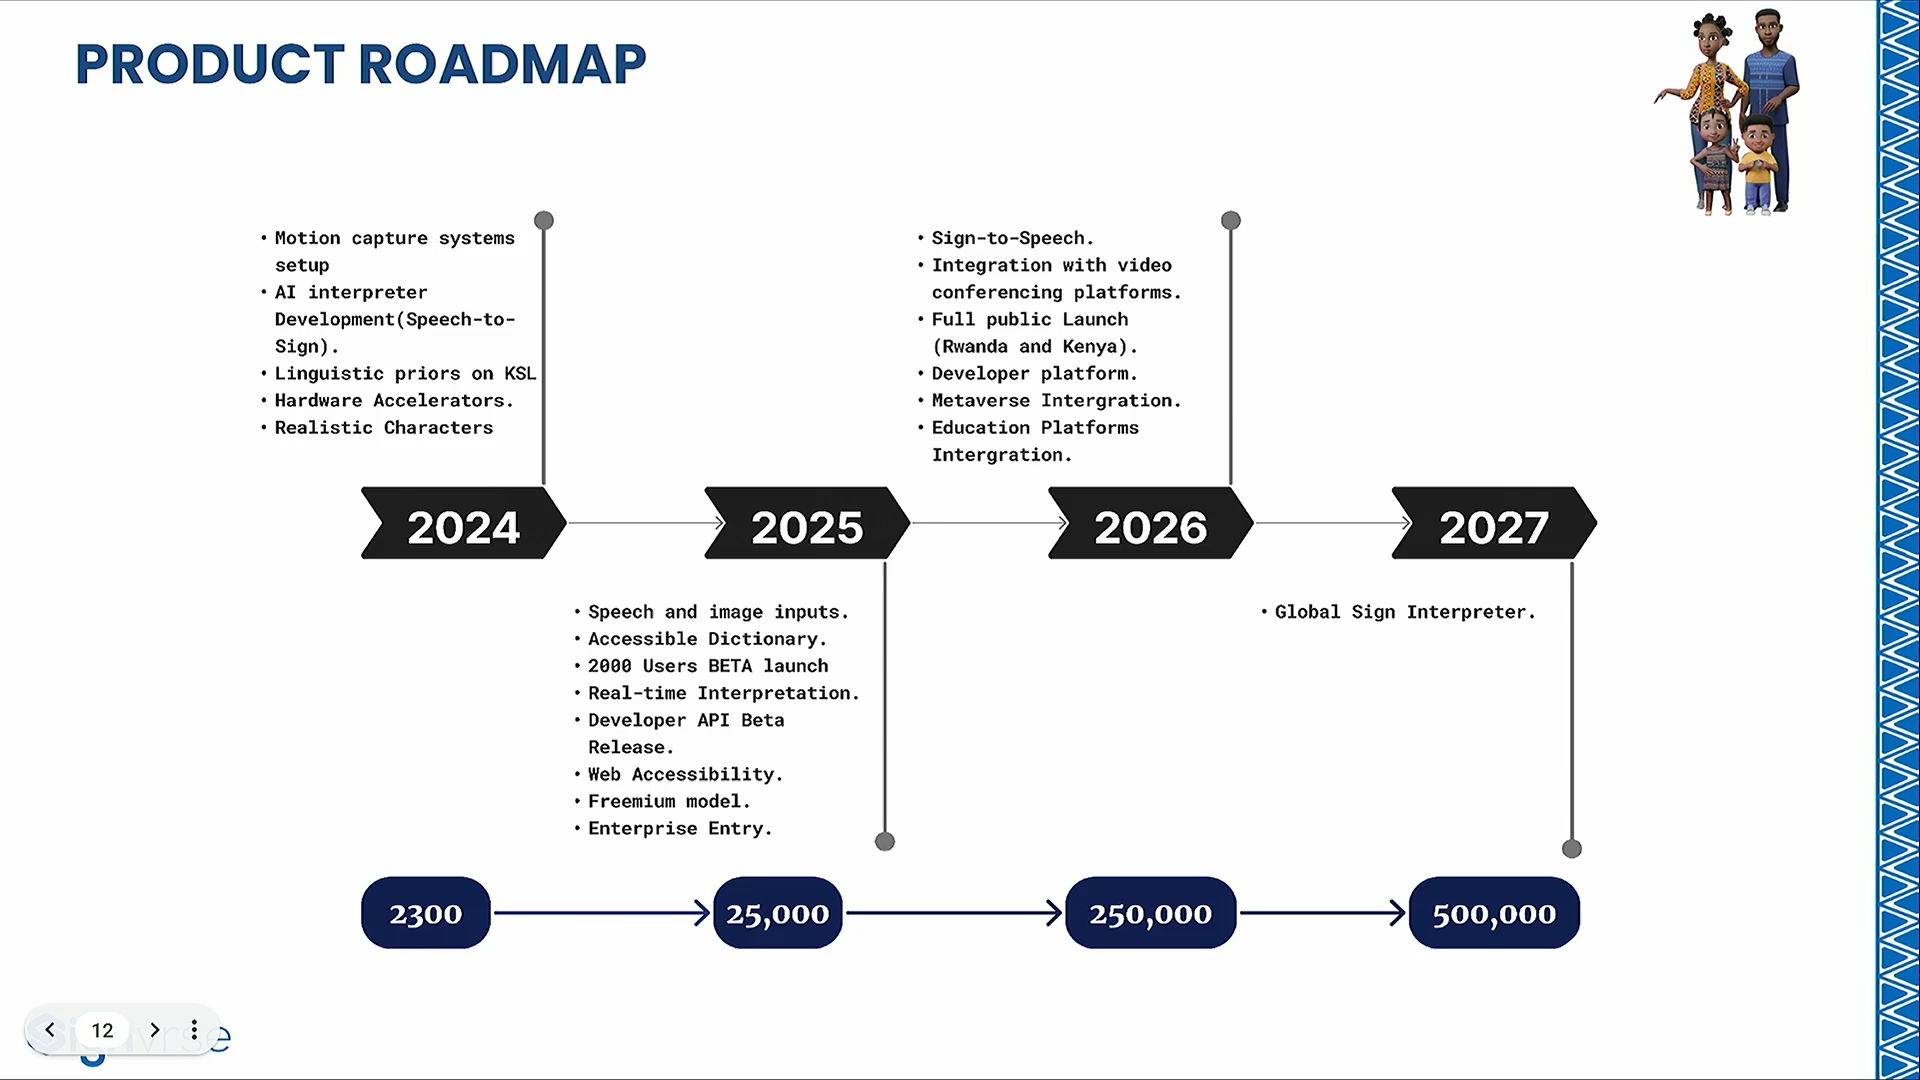 PRODUCT ROADMAP
• Motion capture systems
setup
• AI interpreter
Development(Speech-to-
Sign).
• Linguistic priors on KSL
• Hardware Accelerators.
• Realistic Characters
• Sign-to-Speech.
• Integration with video
conferencing platforms.
• Full public Launch
(Rwanda and Kenya).
• Developer platform.
• Metaverse Intergration.
• Education Platforms
Intergration.
2024
2025
2026
2027
• Speech and image inputs.
• Accessible Dictionary.
• 2000 Users BETA launch
• Real-time Interpretation.
• Developer API Beta
Release.
• Web Accessibility.
• Freemium model.
• Enterprise Entry.
• Global Sign Interpreter.
2300
25,000
250,000
500,000
12